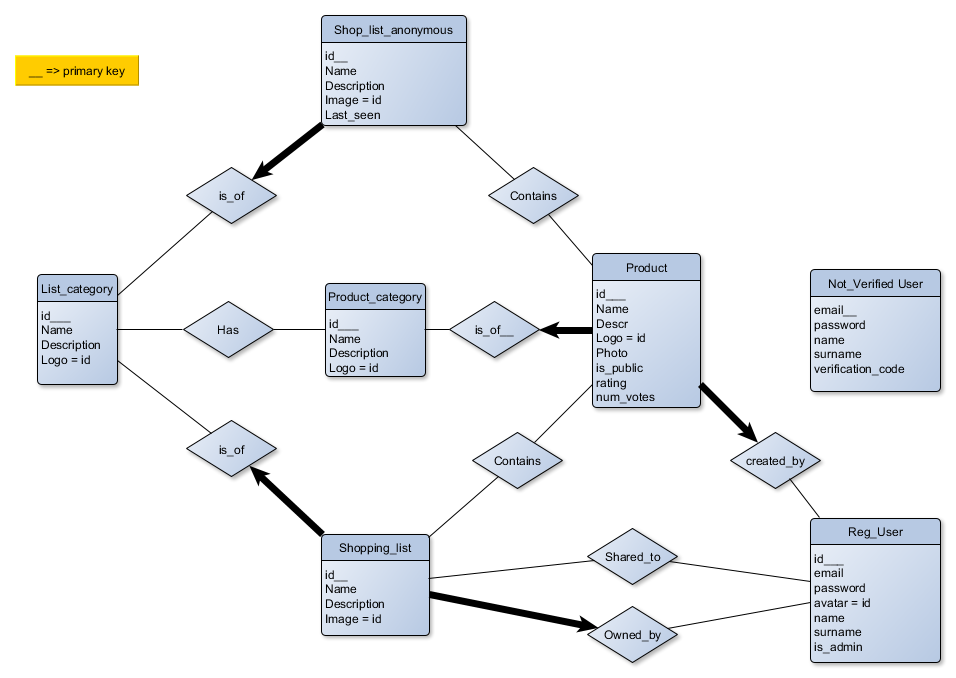 Shop_list_anonymous
id__
Name
Description
Image = id
Last_seen
__ => primary key
is_of
Contains
List_category
id___
Name
Description
Logo = id
Has
Product_category
id___
Name
Description
Logo = id
is_of__
Product
id___
Name
Descr
Logo = id
Photo
is_public
rating
num_votes
Not_Verified User
email__
password
name
surname
verification_code
is_of
Contains
created_by
Shopping_list
id__
Name
Description
Image = id
Shared_to
Owned_by
Reg_User
id___
email
password
avatar = id
name
surname
is_admin